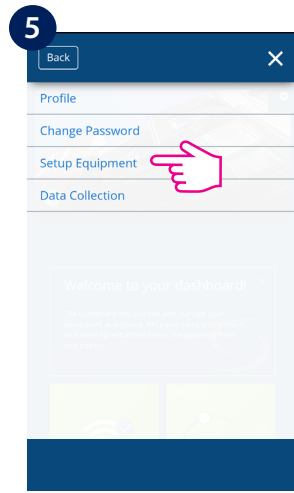 5
Back
Profile
Change Password
Setup Equipment
Data Collection
Welcome to your dashboard!